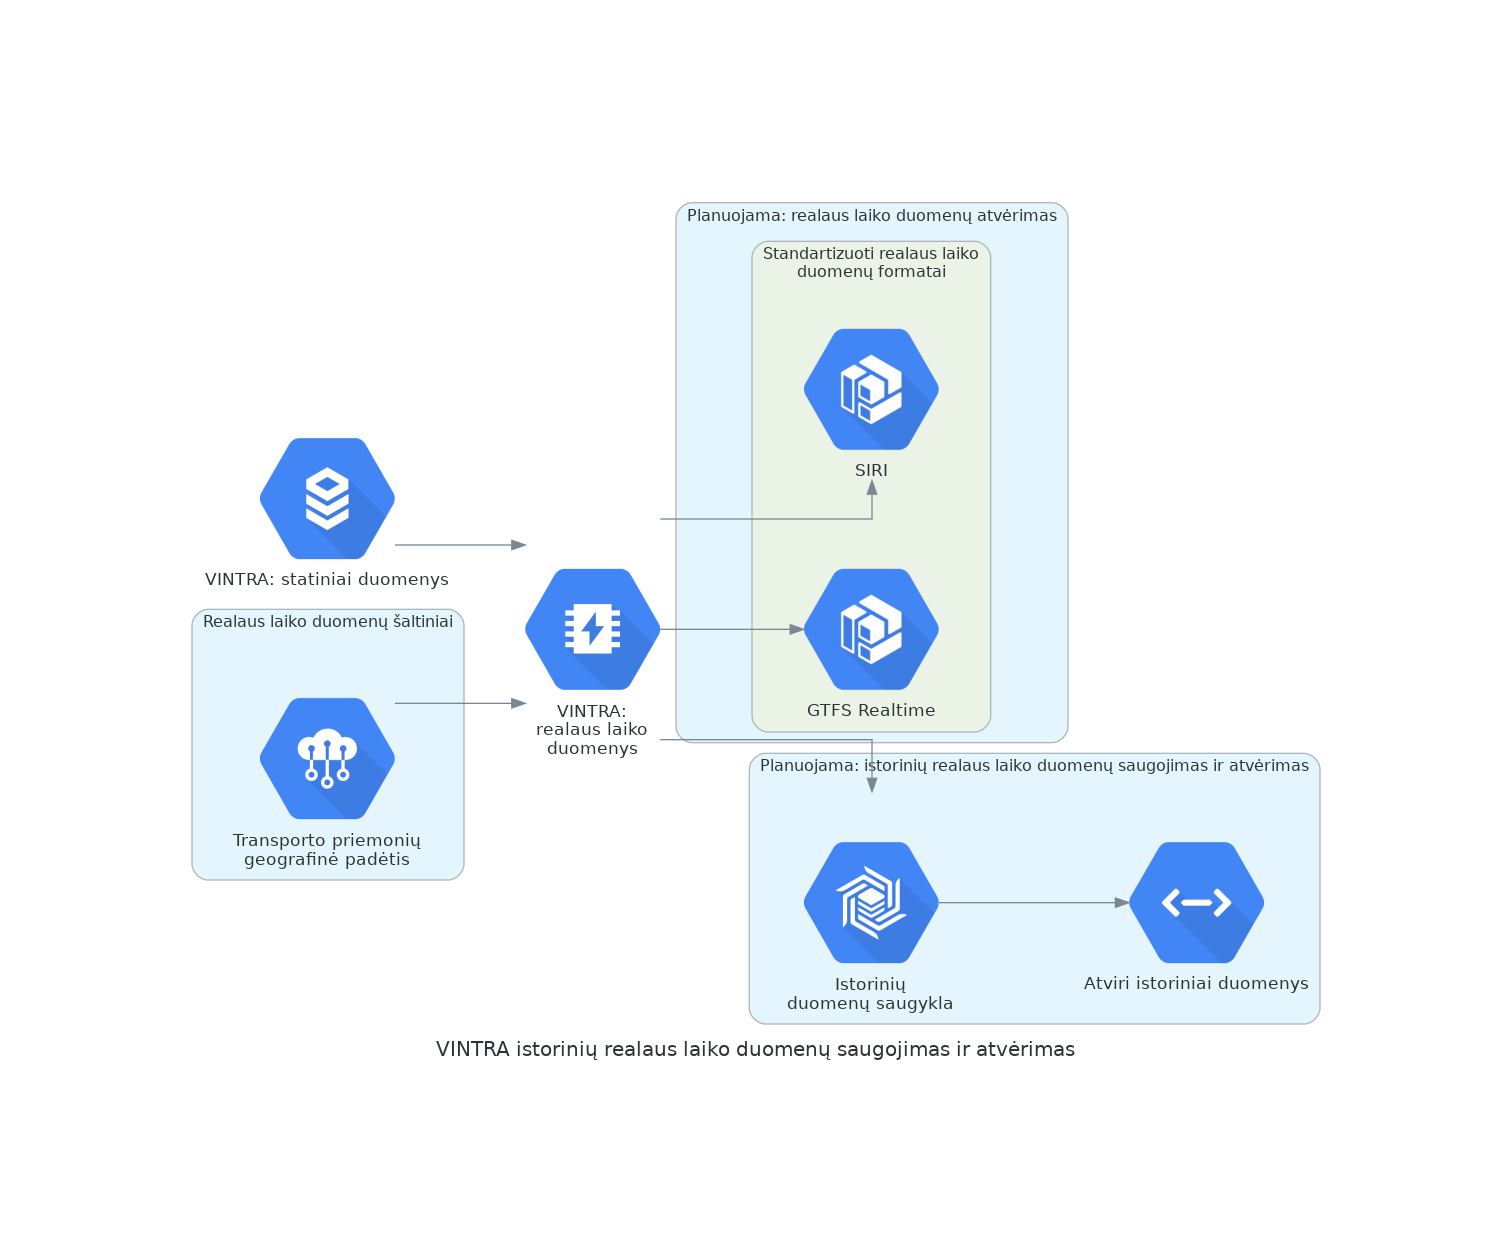 Planuojama: realaus laiko duomenų atvėrimas
Standartizuoti realaus laiko
duomenų formatai
SIRI
VINTRA: statiniai duomenys
Realaus laiko duomenų šaltiniai
GTFS Realtime
VINTRA:
realaus laiko
duomenys
Planuojama: istorinių realaus laiko duomenų saugojimas ir atvėrimas
Transporto priemonių
geografinė padėtis
Istorinių
duomenų saugykla
Atviri istoriniai duomenys
VINTRA istorinių realaus laiko duomenų saugojimas ir atvėrimas